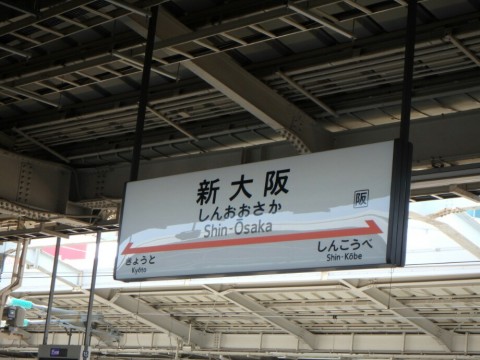 新大阪
しんおおさか
Shin-Ōsaka
阪
きょうと
Kyōto
しんこうべ
Shin-Kōbe